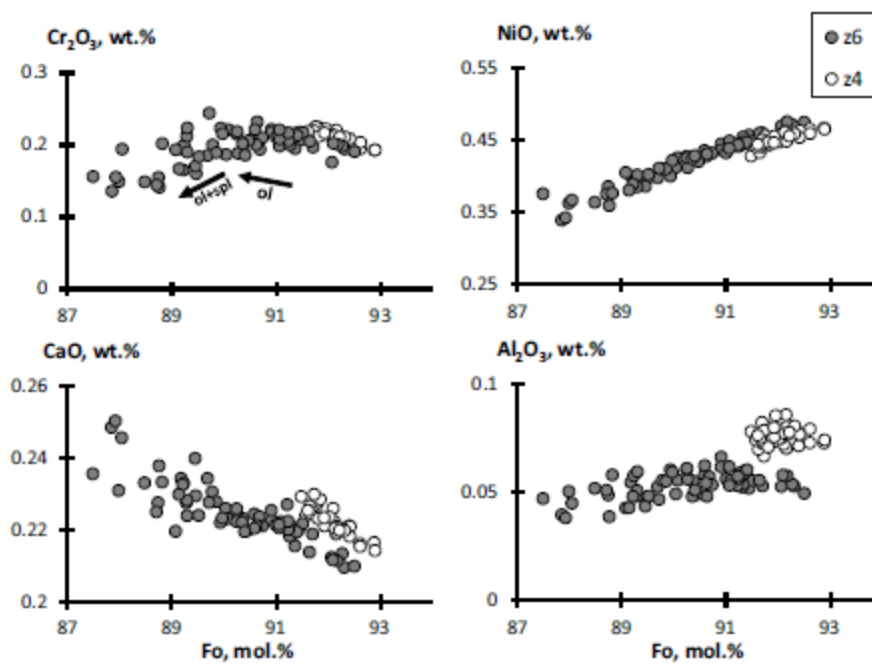 Cr₂O₃, wt.%
0.3
0.2
0.1
0
87 89 91 93
ol+spl
ol
NiO, wt.%
0.55
0.45
0.35
0.25
87 89 91 93
z6
z4
CaO, wt.%
0.26
0.24
0.22
0.2
87 89 91 93
Fo, mol.%
Al₂O₃, wt.%
0.1
0.05
0
87 89 91 93
Fo, mol.%